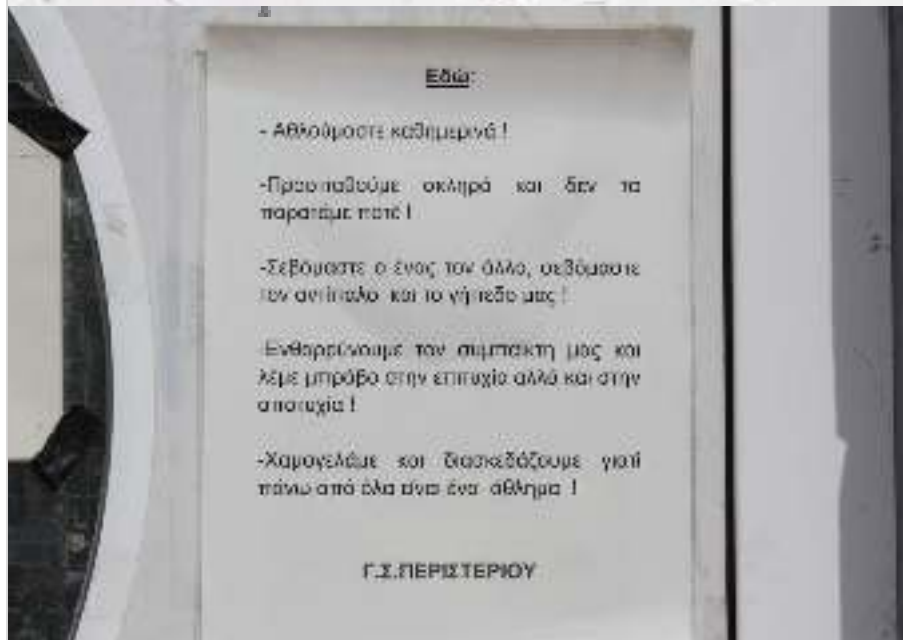 Εδώ:
- Αθλούμαστε καθημερινά !
-Προσπαθούμε σκληρά και δεν τα
παρατάμε ποτέ !
-Σεβόμαστε ο ένας τον άλλο, σεβόμαστε
τον αντίπαλο και το γήπεδο μας !
-Ενθαρρύνουμε τον συμπαίκτη μας και
λέμε μπράβο στην επιτυχία αλλά και στην
αποτυχία !
-Χαμογελάμε και διασκεδάζουμε γιατί
πάνω από όλα είναι ένα άθλημα !
Γ.Σ.ΠΕΡΙΣΤΕΡΙΟΥ